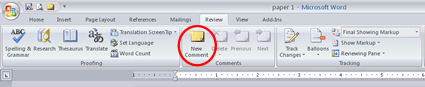 paper 1 - Microsoft Word
Home Insert Page Layout References Mailings Review View Add-Ins
ABC Translation ScreenTip Final Showing Markup
Spelling & Research Thesaurus Translate Set Language New Delete Previous Next Track Balloons Show Markup
Grammar Word Count Comment Changes Reviewing Pane
Proofing Comments Tracking